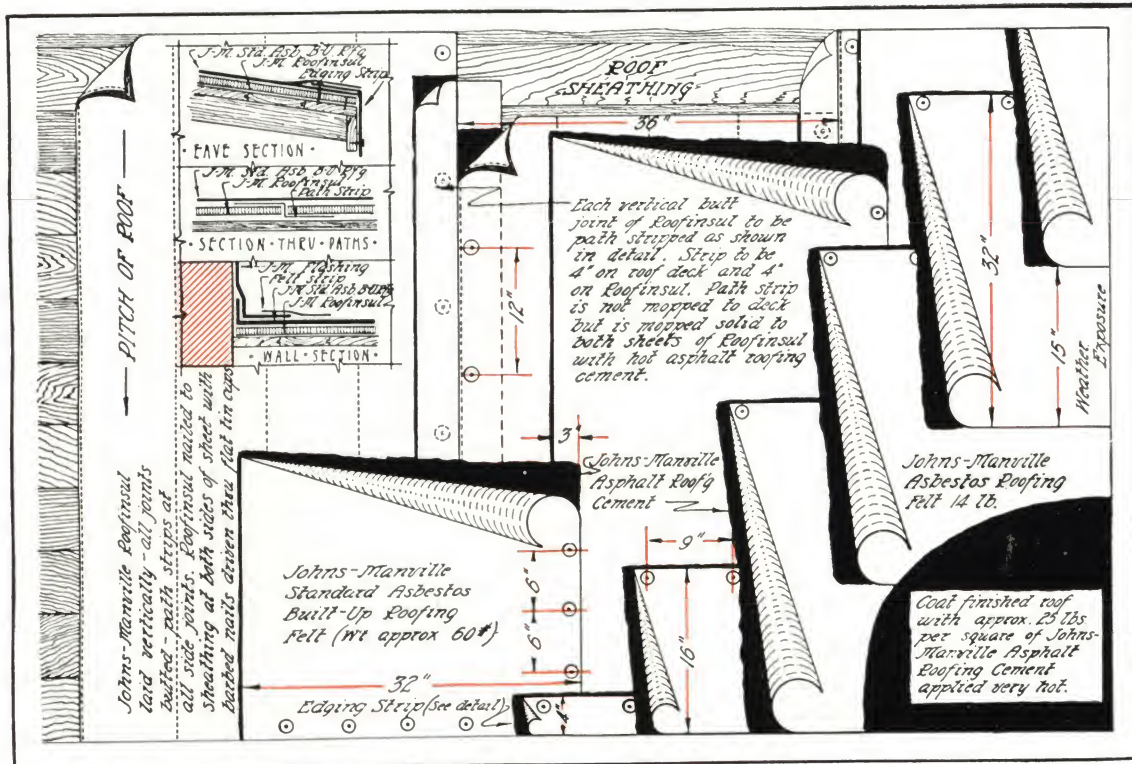 ← PITCH OF ROOF —
Johns-Manville Roofinsul
laid vertically - all joints
butted - path strips at
all side joints. Roofinsul nailed to
sheathing at both sides of sheet with
barbed nails driven thru flat tin caps
J-M. Std. Asb. B-U. Rfg
J-M. Roofinsul
Edging Strip
· EAVE SECTION ·
J-M. Std. Asb. B-U. Rfg
J-M. Roofinsul
Path Strip
· SECTION · THRU · PATHS ·
J-M. Flashing
Felt Strip
J-M Std Asb B-U Rfg
J-M. Roofinsul
· WALL · SECTION ·
ROOF
SHEATHING
36"
Each vertical butt
joint of Roofinsul to be
path stripped as shown
in detail. Strip to be
4" on roof deck and 4"
on Roofinsul. Path strip
is not mopped to deck
but is mopped solid to
both sheets of Roofinsul
with hot asphalt roofing
cement.
12"
3"
32"
15"
Weather
Exposure
Johns-Manville
Asphalt Roof'g
Cement
Johns-Manville
Asbestos Roofing
Felt 14 lb.
9"
16"
Johns-Manville
Standard Asbestos
Built-Up Roofing
Felt (Wt approx 60#)
6"
6"
32"
Edging Strip (See detail)
4"
Coat finished roof
with approx. 25 lbs
per square of Johns-
Manville Asphalt
Roofing Cement
applied very hot.